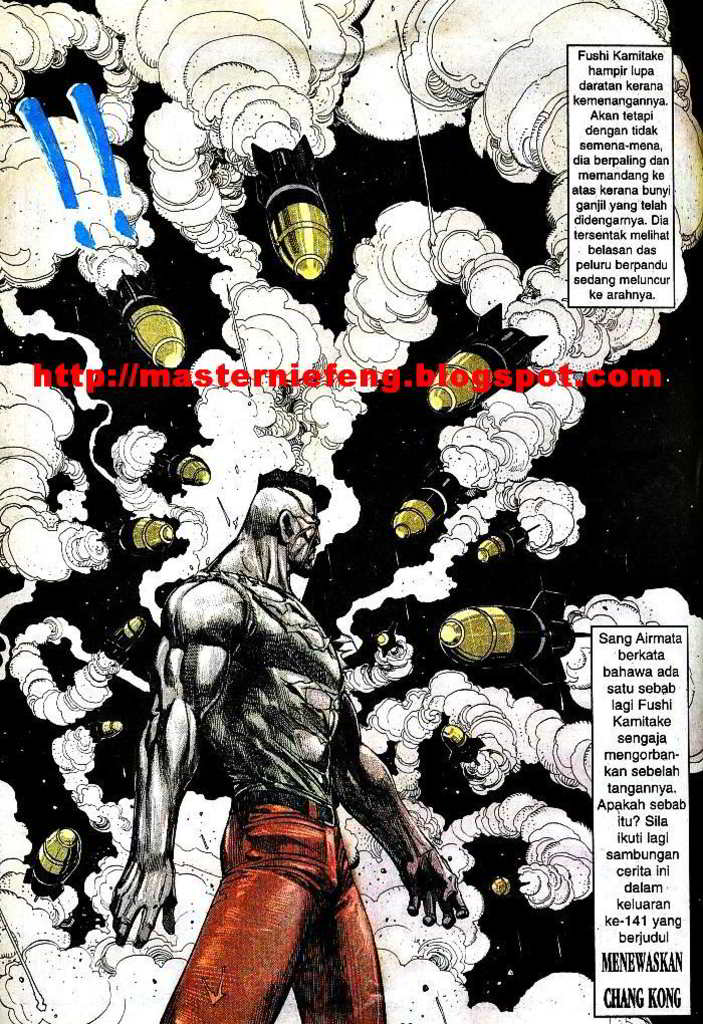 !!
Fushi Kamitake
hampir lupa
daratan kerana
kemenangannya.
Akan tetapi
dengan tidak
semena-mena,
dia berpaling dan
memandang ke
atas kerana bunyi
ganjil yang telah
didengarnya. Dia
tersentak melihat
belasan das
peluru berpandu
sedang meluncur
ke arahnya.
http://masterniefeng.blogspot.com
Sang Airmata
berkata
bahawa ada
satu sebab
lagi Fushi
Kamitake
sengaja
mengorban-
kan sebelah
tangannya.
Apakah sebab
itu? Sila
ikuti lagi
sambungan
cerita ini
dalam
keluaran
ke-141 yang
berjudul
MENEWASKAN
CHANG KONG